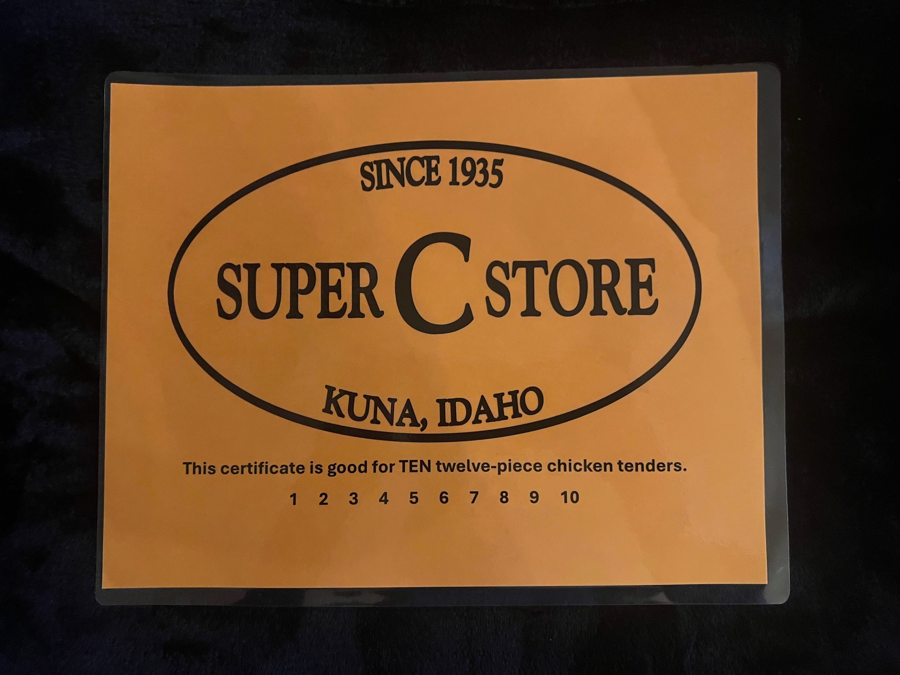 SINCE 1935
SUPER C STORE
KUNA, IDAHO
This certificate is good for TEN twelve-piece chicken tenders.
1 2 3 4 5 6 7 8 9 10